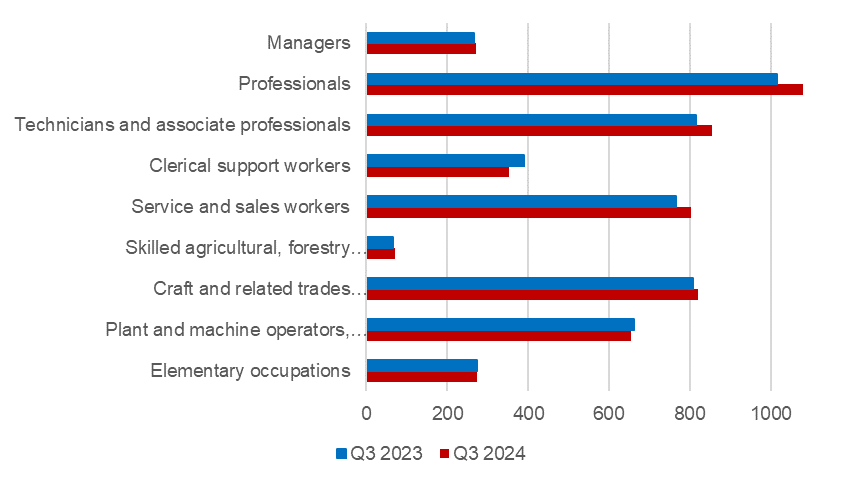 Managers
Professionals
Technicians and associate professionals
Clerical support workers
Service and sales workers
Skilled agricultural, forestry…
Craft and related trades…
Plant and machine operators,…
Elementary occupations
0 200 400 600 800 1000
Q3 2023 Q3 2024